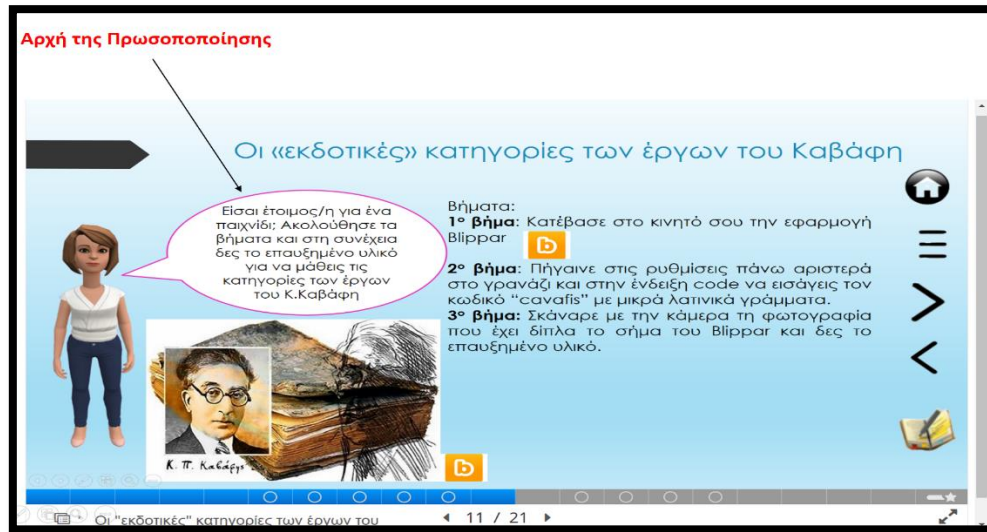 Αρχή της Πρωσοποποίησης
Οι «εκδοτικές» κατηγορίες των έργων του Καβάφη
Είσαι έτοιμος/η για ένα
παιχνίδι; Ακολούθησε τα
βήματα και στη συνέχεια
δες το επαυξημένο υλικό
για να μάθεις τις
κατηγορίες των έργων
του Κ.Καβάφη
Βήματα:
1º βήμα: Κατέβασε στο κινητό σου την εφαρμογή
Blippar
2º βήμα: Πήγαινε στις ρυθμίσεις πάνω αριστερά
στο γρανάζι και στην ένδειξη code να εισάγεις τον
κωδικό “cavafis” με μικρά λατινικά γράμματα.
3º βήμα: Σκάναρε με την κάμερα τη φωτογραφία
που έχει δίπλα το σήμα του Blippar και δες το
επαυξημένο υλικό.
Κ. Π. Καβάφης
Οι "εκδοτικές" κατηγορίες των έργων του
11 / 21